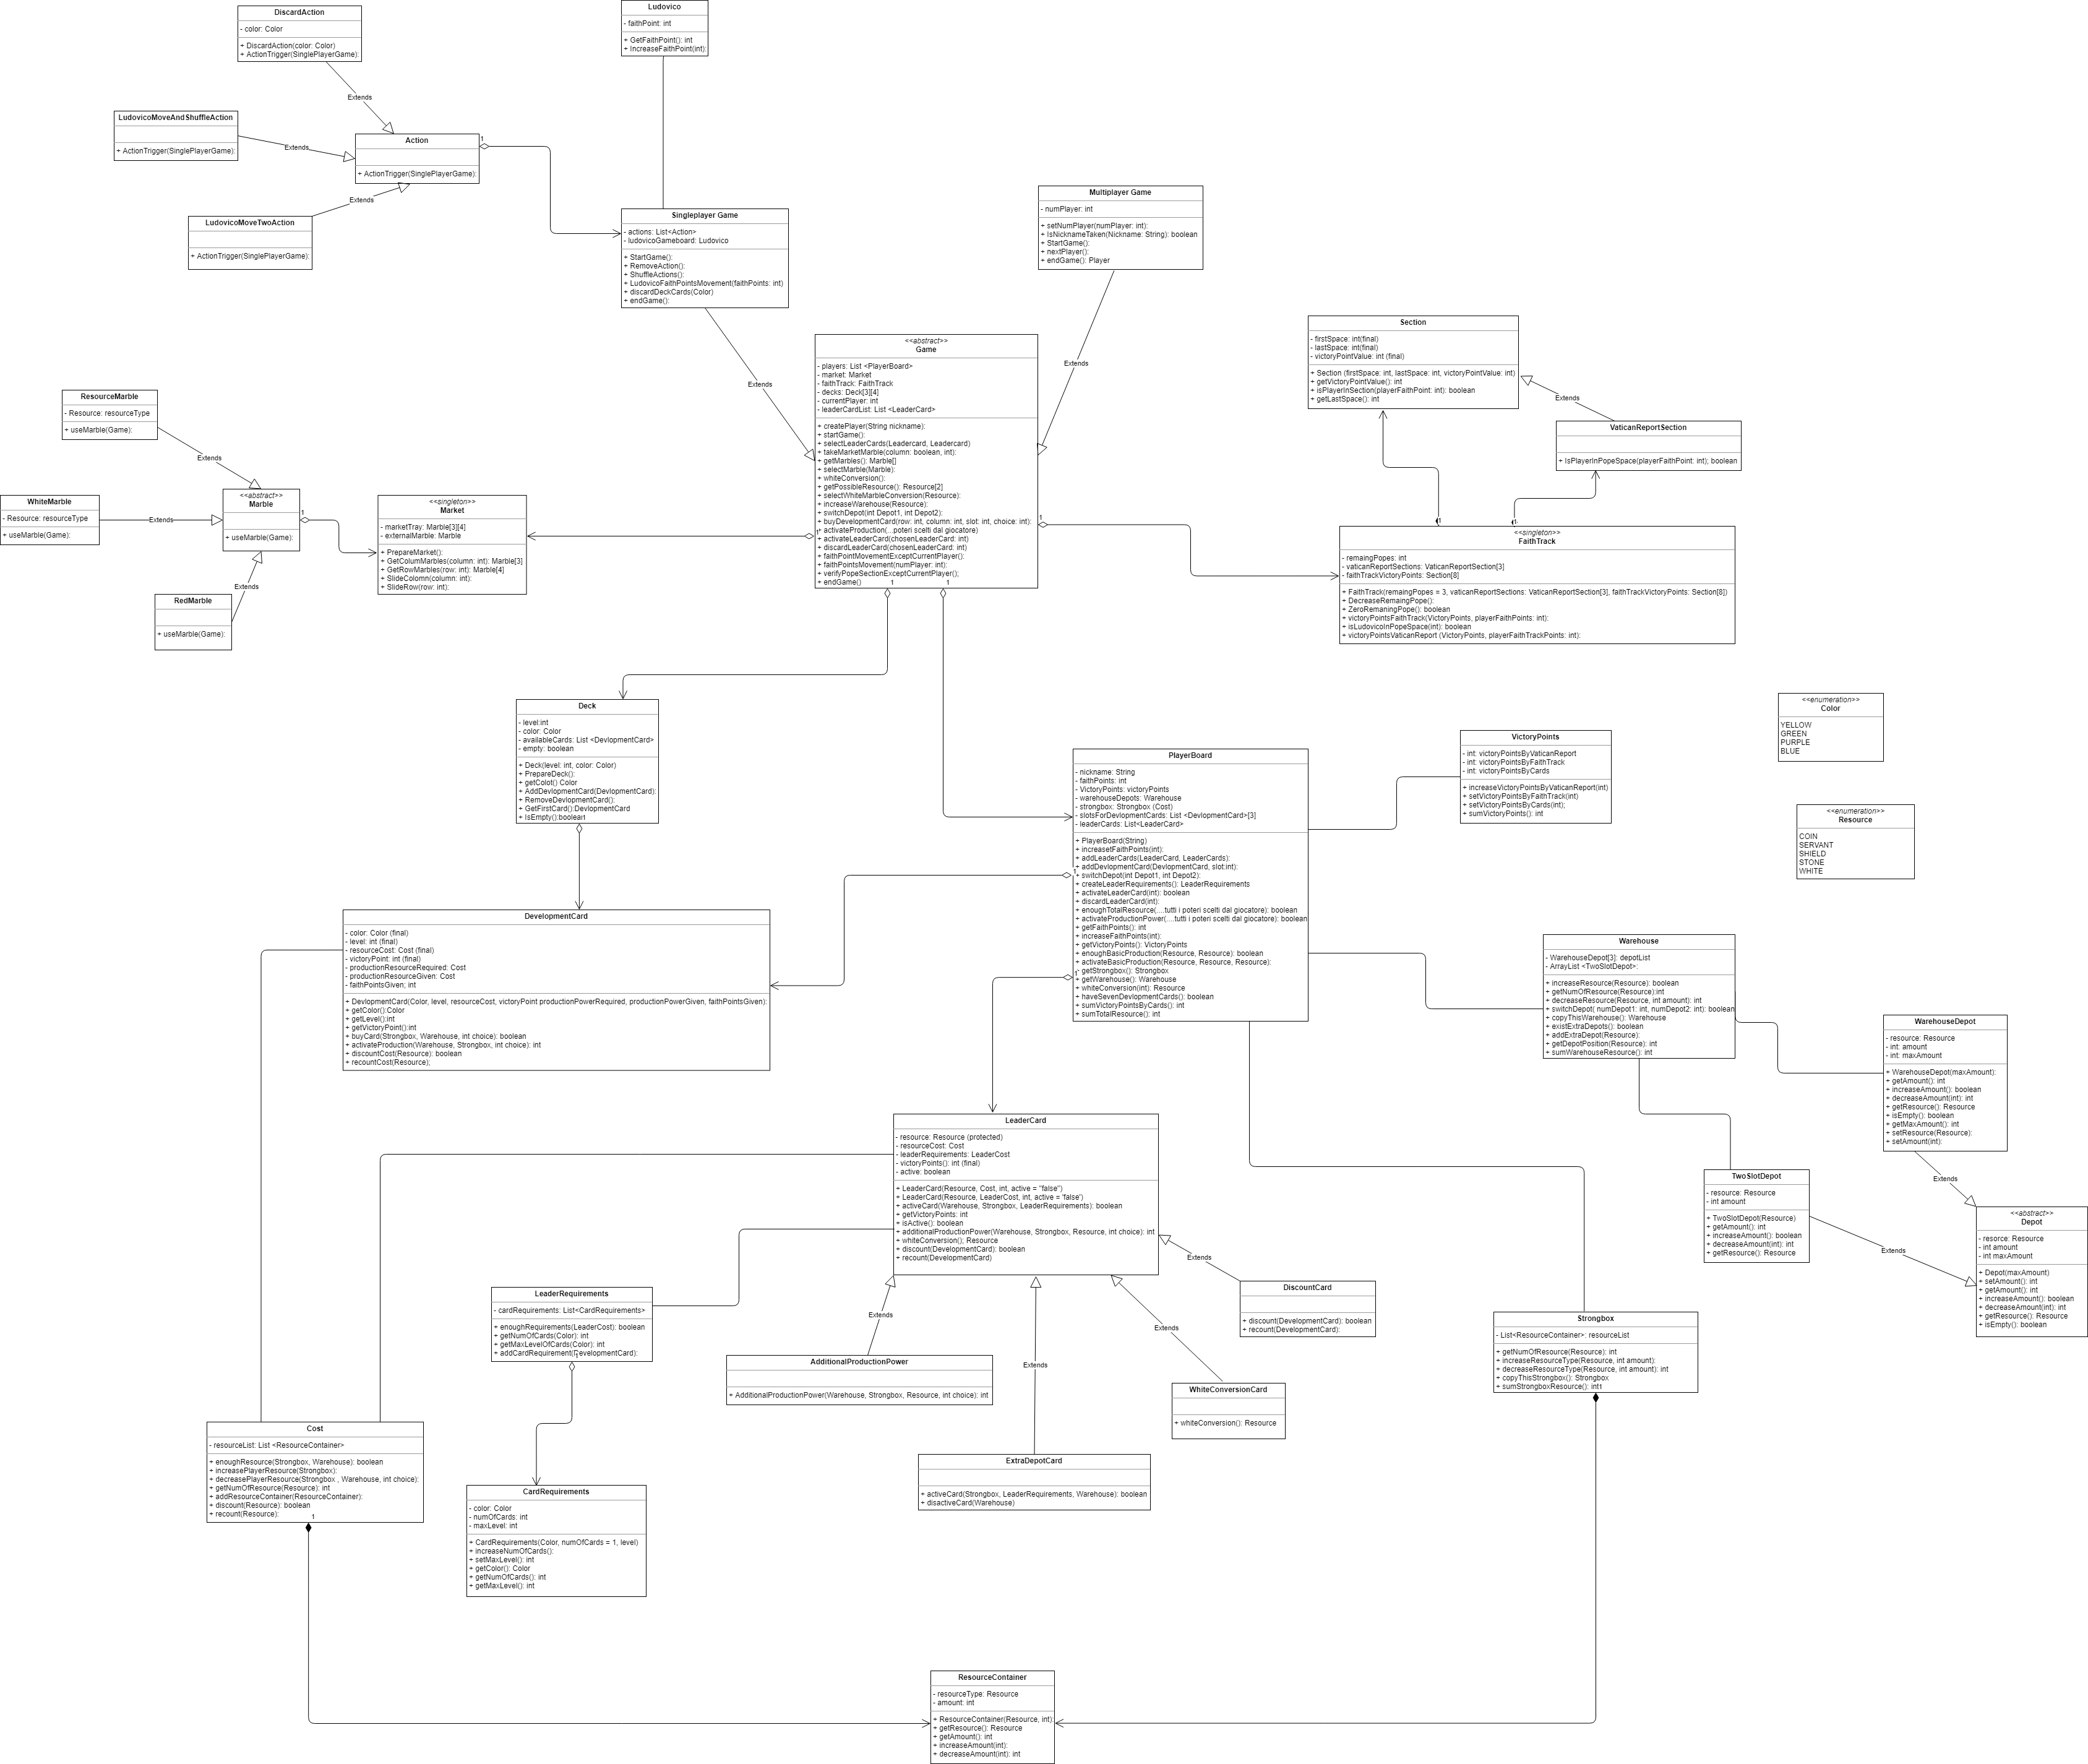 DiscardAction
- color: Color
+ DiscardAction(color: Color)
+ ActionTrigger(SinglePlayerGame):
Extends
LudovicoMoveAndShuffleAction
+ ActionTrigger(SinglePlayerGame):
Extends
Action
+ ActionTrigger(SinglePlayerGame):
1
Extends
LudovicoMoveTwoAction
+ ActionTrigger(SinglePlayerGame):
Ludovico
- faithPoint: int
+ GetFaithPoint(): int
+ IncreaseFaithPoint(int):
Singleplayer Game
- actions: List<Action>
- ludovicoGameboard: Ludovico
+ StartGame():
+ RemoveAction():
+ ShuffleActions():
+ LudovicoFaithPointsMovement(faithPoints: int)
+ discardDeckCards(Color)
+ endGame():
Extends
Multiplayer Game
- numPlayer: int
+ setNumPlayer(numPlayer: int):
+ IsNicknameTaken(Nickname: String): boolean
+ StartGame():
+ nextPlayer():
+ endGame(): Player
Extends
<<abstract>>
Game
- players: List <PlayerBoard>
- market: Market
- faithTrack: FaithTrack
- decks: Deck[3][4]
- currentPlayer: int
- leaderCardList: List <LeaderCard>
+ createPlayer(String nickname):
+ startGame():
+ selectLeaderCards(Leadercard, Leadercard)
+ takeMarketMarble(column: boolean, int):
+ getMarbles(): Marble[]
+ selectMarble(Marble):
+ whiteConversion():
+ getPossibleResource(): Resource[2]
+ selectWhiteMarbleConversion(Resource):
+ increaseWarehouse(Resource):
+ switchDepot(int Depot1, int Depot2):
+ buyDevelopmentCard(row: int, column: int, slot: int, choice: int):
+ activateProduction(...poteri scelti dal giocatore)
+ activateLeaderCard(chosenLeaderCard: int)
+ discardLeaderCard(chosenLeaderCard: int)
+ faithPointMovementExceptCurrentPlayer():
+ faithPointsMovement(numPlayer: int):
+ verifyPopeSectionExceptCurrentPlayer();
+ endGame()
1
1
1
1
Section
- firstSpace: int(final)
- lastSpace: int(final)
- victoryPointValue: int (final)
+ Section (firstSpace: int, lastSpace: int, victoryPointValue: int)
+ getVictoryPointValue(): int
+ isPlayerInSection(playerFaithPoint: int): boolean
+ getLastSpace(): int
Extends
VaticanReportSection
+ IsPlayerInPopeSpace(playerFaithPoint: int); boolean
1
1
<<singleton>>
FaithTrack
- remaingPopes: int
- vaticanReportSections: VaticanReportSection[3]
- faithTrackVictoryPoints: Section[8]
+ FaithTrack(remaingPopes = 3, vaticanReportSections: VaticanReportSection[3], faithTrackVictoryPoints: Section[8])
+ DecreaseRemaingPope():
+ ZeroRemaningPope(): boolean
+ victoryPointsFaithTrack(VictoryPoints, playerFaithPoints: int):
+ isLudovicoInPopeSpace(int): boolean
+ victoryPointsVaticanReport (VictoryPoints, playerFaithTrackPoints: int):
ResourceMarble
- Resource: resourceType
+ useMarble(Game):
Extends
WhiteMarble
- Resource: resourceType
+ useMarble(Game):
Extends
<<abstract>>
Marble
+ useMarble(Game):
1
Extends
RedMarble
+ useMarble(Game):
<<singleton>>
Market
- marketTray: Marble[3][4]
- externalMarble: Marble
+ PrepareMarket():
+ GetColumMarbles(column: int): Marble[3]
+ GetRowMarbles(row: int): Marble[4]
+ SlideColomn(column: int):
+ SlideRow(row: int):
Deck
- level:int
- color: Color
- availableCards: List <DevlopmentCard>
- empty: boolean
+ Deck(level: int, color: Color)
+ PrepareDeck():
+ getColot() Color
+ AddDevlopmentCard(DevlopmentCard):
+ RemoveDevlopmentCard():
+ GetFirstCard():DevlopmentCard
+ IsEmpty():boolean
1
<<enumeration>>
Color
YELLOW
GREEN
PURPLE
BLUE
<<enumeration>>
Resource
COIN
SERVANT
SHIELD
STONE
WHITE
VictoryPoints
- int: victoryPointsByVaticanReport
- int: victoryPointsByFaithTrack
- int: victoryPointsByCards
+ increaseVictoryPointsByVaticanReport(int)
+ setVictoryPointsByFaithTrack(int)
+ setVictoryPointsByCards(int);
+ sumVictoryPoints(): int
PlayerBoard
- nickname: String
- faithPoints: int
- VictoryPoints: victoryPoints
- warehouseDepots: Warehouse
- strongbox: Strongbox (Cost)
- slotsForDevlopmentCards: List <DevlopmentCard>[3]
- leaderCards: List<LeaderCard>
+ PlayerBoard(String)
+ increasetFaithPoints(int):
+ addLeaderCards(LeaderCard, LeaderCards):
+ addDevlopmentCard(DevlopmentCard, slot:int):
+ switchDepot(int Depot1, int Depot2):
+ createLeaderRequirements(): LeaderRequirements
+ activateLeaderCard(int): boolean
+ discardLeaderCard(int):
+ enoughTotalResource(....tutti i poteri scelti dal giocatore): boolean
+ activateProductionPower(....tutti i poteri scelti dal giocatore): boolean
+ getFaithPoints(): int
+ increaseFaithPoints(int):
+ getVictoryPoints(): VictoryPoints
+ enoughBasicProduction(Resource, Resource): boolean
+ activateBasicProduction(Resource, Resource, Resource):
+ getStrongbox(): Strongbox
+ getWarehouse(): Warehouse
+ whiteConversion(int): Resource
+ haveSevenDevlopmentCards(): boolean
+ sumVictoryPointsByCards(): int
+ sumTotalResource(): int
1
1
DevelopmentCard
- color: Color (final)
- level: int (final)
- resourceCost: Cost (final)
- victoryPoint: int (final)
- productionResourceRequired: Cost
- productionResourceGiven: Cost
- faithPointsGiven; int
+ DevlopmentCard(Color, level, resourceCost, victoryPoint productionPowerRequired, productionPowerGiven, faithPointsGiven):
+ getColor():Color
+ getLevel():int
+ getVictoryPoint():int
+ buyCard(Strongbox, Warehouse, int choice): boolean
+ activateProduction(Warehouse, Strongbox, int choice): int
+ discountCost(Resource): boolean
+ recountCost(Resource);
Warehouse
- WarehouseDepot[3]: depotList
- ArrayList <TwoSlotDepot>:
+ increaseResource(Resource): boolean
+ getNumOfResource(Resource):int
+ decreaseResource(Resource, int amount): int
+ switchDepot( numDepot1: int, numDepot2: int): boolean
+ copyThisWarehouse(): Warehouse
+ existExtraDepots(): boolean
+ addExtraDepot(Resource):
+ getDepotPosition(Resource): int
+ sumWarehouseResource(): int
WarehouseDepot
- resource: Resource
- int: amount
- int: maxAmount
+ WarehouseDepot(maxAmount):
+ getAmount(): int
+ increaseAmount(): boolean
+ decreaseAmount(int): int
+ getResource(): Resource
+ isEmpty(): boolean
+ getMaxAmount(): int
+ setResource(Resource):
+ setAmount(int):
Extends
TwoSlotDepot
- resource: Resource
- int amount
+ TwoSlotDepot(Resource)
+ getAmount(): int
+ increaseAmount(): boolean
+ decreaseAmount(int): int
+ getResource(): Resource
Extends
<<abstract>>
Depot
- resorce: Resource
- int amount
- int maxAmount
+ Depot(maxAmount)
+ setAmount(): int
+ getAmount(): int
+ increaseAmount(): boolean
+ decreaseAmount(int): int
+ getResource(): Resource
+ isEmpty(): boolean
LeaderCard
- resource: Resource (protected)
- resourceCost: Cost
- leaderRequirements: LeaderCost
- victoryPoints(): int (final)
- active: boolean
+ LeaderCard(Resource, Cost, int, active = "false")
+ LeaderCard(Resource, LeaderCost, int, active = 'false')
+ activeCard(Warehouse, Strongbox, LeaderRequirements): boolean
+ getVictoryPoints: int
+ isActive(): boolean
+ additionalProductionPower(Warehouse, Strongbox, Resource, int choice): int
+ whiteConversion(); Resource
+ discount(DevelopmentCard): boolean
+ recount(DevelopmentCard)
Extends
DiscountCard
+ discount(DevelopmentCard): boolean
+ recount(DevelopmentCard):
LeaderRequirements
- cardRequirements: List<CardRequirements>
+ enoughRequirements(LeaderCost): boolean
+ getNumOfCards(Color): int
+ getMaxLevelOfCards(Color): int
+ addCardRequirement(DevelopmentCard):
1
Extends
AdditionalProductionPower
+ AdditionalProductionPower(Warehouse, Strongbox, Resource, int choice): int
Extends
Extends
WhiteConversionCard
+ whiteConversion(): Resource
Strongbox
- List<ResourceContainer>: resourceList
+ getNumOfResource(Resource): int
+ increaseResourceType(Resource, int amount):
+ decreaseResourceType(Resource, int amount): int
+ copyThisStrongbox(): Strongbox
+ sumStrongboxResource(): int
1
Cost
- resourceList: List <ResourceContainer>
+ enoughResource(Strongbox, Warehouse): boolean
+ increasePlayerResource(Strongbox):
+ decreasePlayerResource(Strongbox , Warehouse, int choice):
+ getNumOfResource(Resource): int
+ addResourceContainer(ResourceContainer):
+ discount(Resource): boolean
+ recount(Resource):
1
ExtraDepotCard
+ activeCard(Strongbox, LeaderRequirements, Warehouse): boolean
+ disactiveCard(Warehouse)
CardRequirements
- color: Color
- numOfCards: int
- maxLevel: int
+ CardRequirements(Color, numOfCards = 1, level)
+ increaseNumOfCards():
+ setMaxLevel(): int
+ getColor(): Color
+ getNumOfCards(): int
+ getMaxLevel(): int
ResourceContainer
- resourceType: Resource
- amount: int
+ ResourceContainer(Resource, int):
+ getResource(): Resource
+ getAmount(): int
+ increaseAmount(int):
+ decreaseAmount(int): int